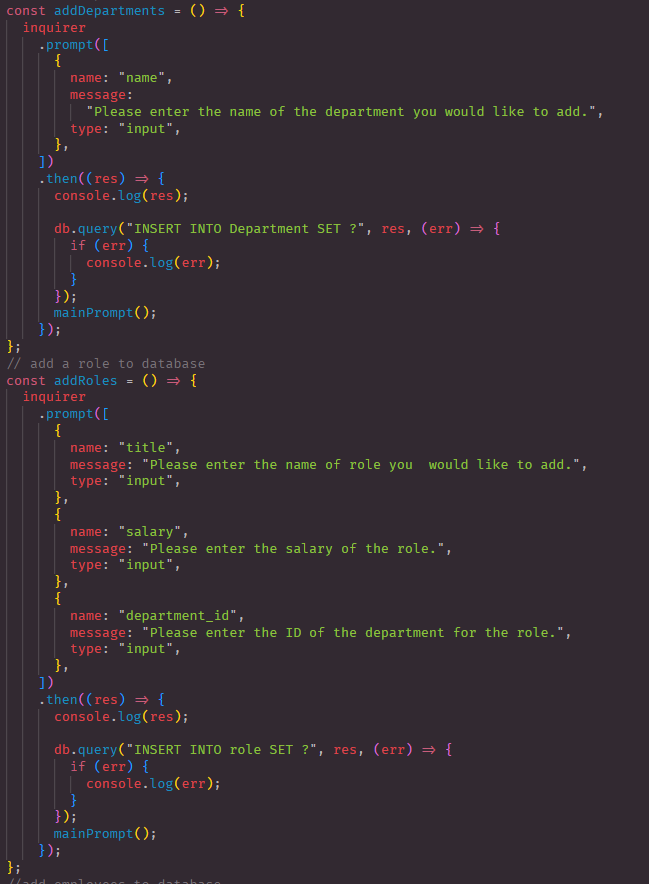 const addDepartments = () => {
  inquirer
    .prompt([
      {
        name: "name",
        message:
          "Please enter the name of the department you would like to add.",
        type: "input",
      },
    ])
    .then((res) => {
      console.log(res);

      db.query("INSERT INTO Department SET ?", res, (err) => {
        if (err) {
          console.log(err);
        }
      });
      mainPrompt();
    });
};
// add a role to database
const addRoles = () => {
  inquirer
    .prompt([
      {
        name: "title",
        message: "Please enter the name of role you  would like to add.",
        type: "input",
      },
      {
        name: "salary",
        message: "Please enter the salary of the role.",
        type: "input",
      },
      {
        name: "department_id",
        message: "Please enter the ID of the department for the role.",
        type: "input",
      },
    ])
    .then((res) => {
      console.log(res);

      db.query("INSERT INTO role SET ?", res, (err) => {
        if (err) {
          console.log(err);
        }
      });
      mainPrompt();
    });
};
//add employees to database